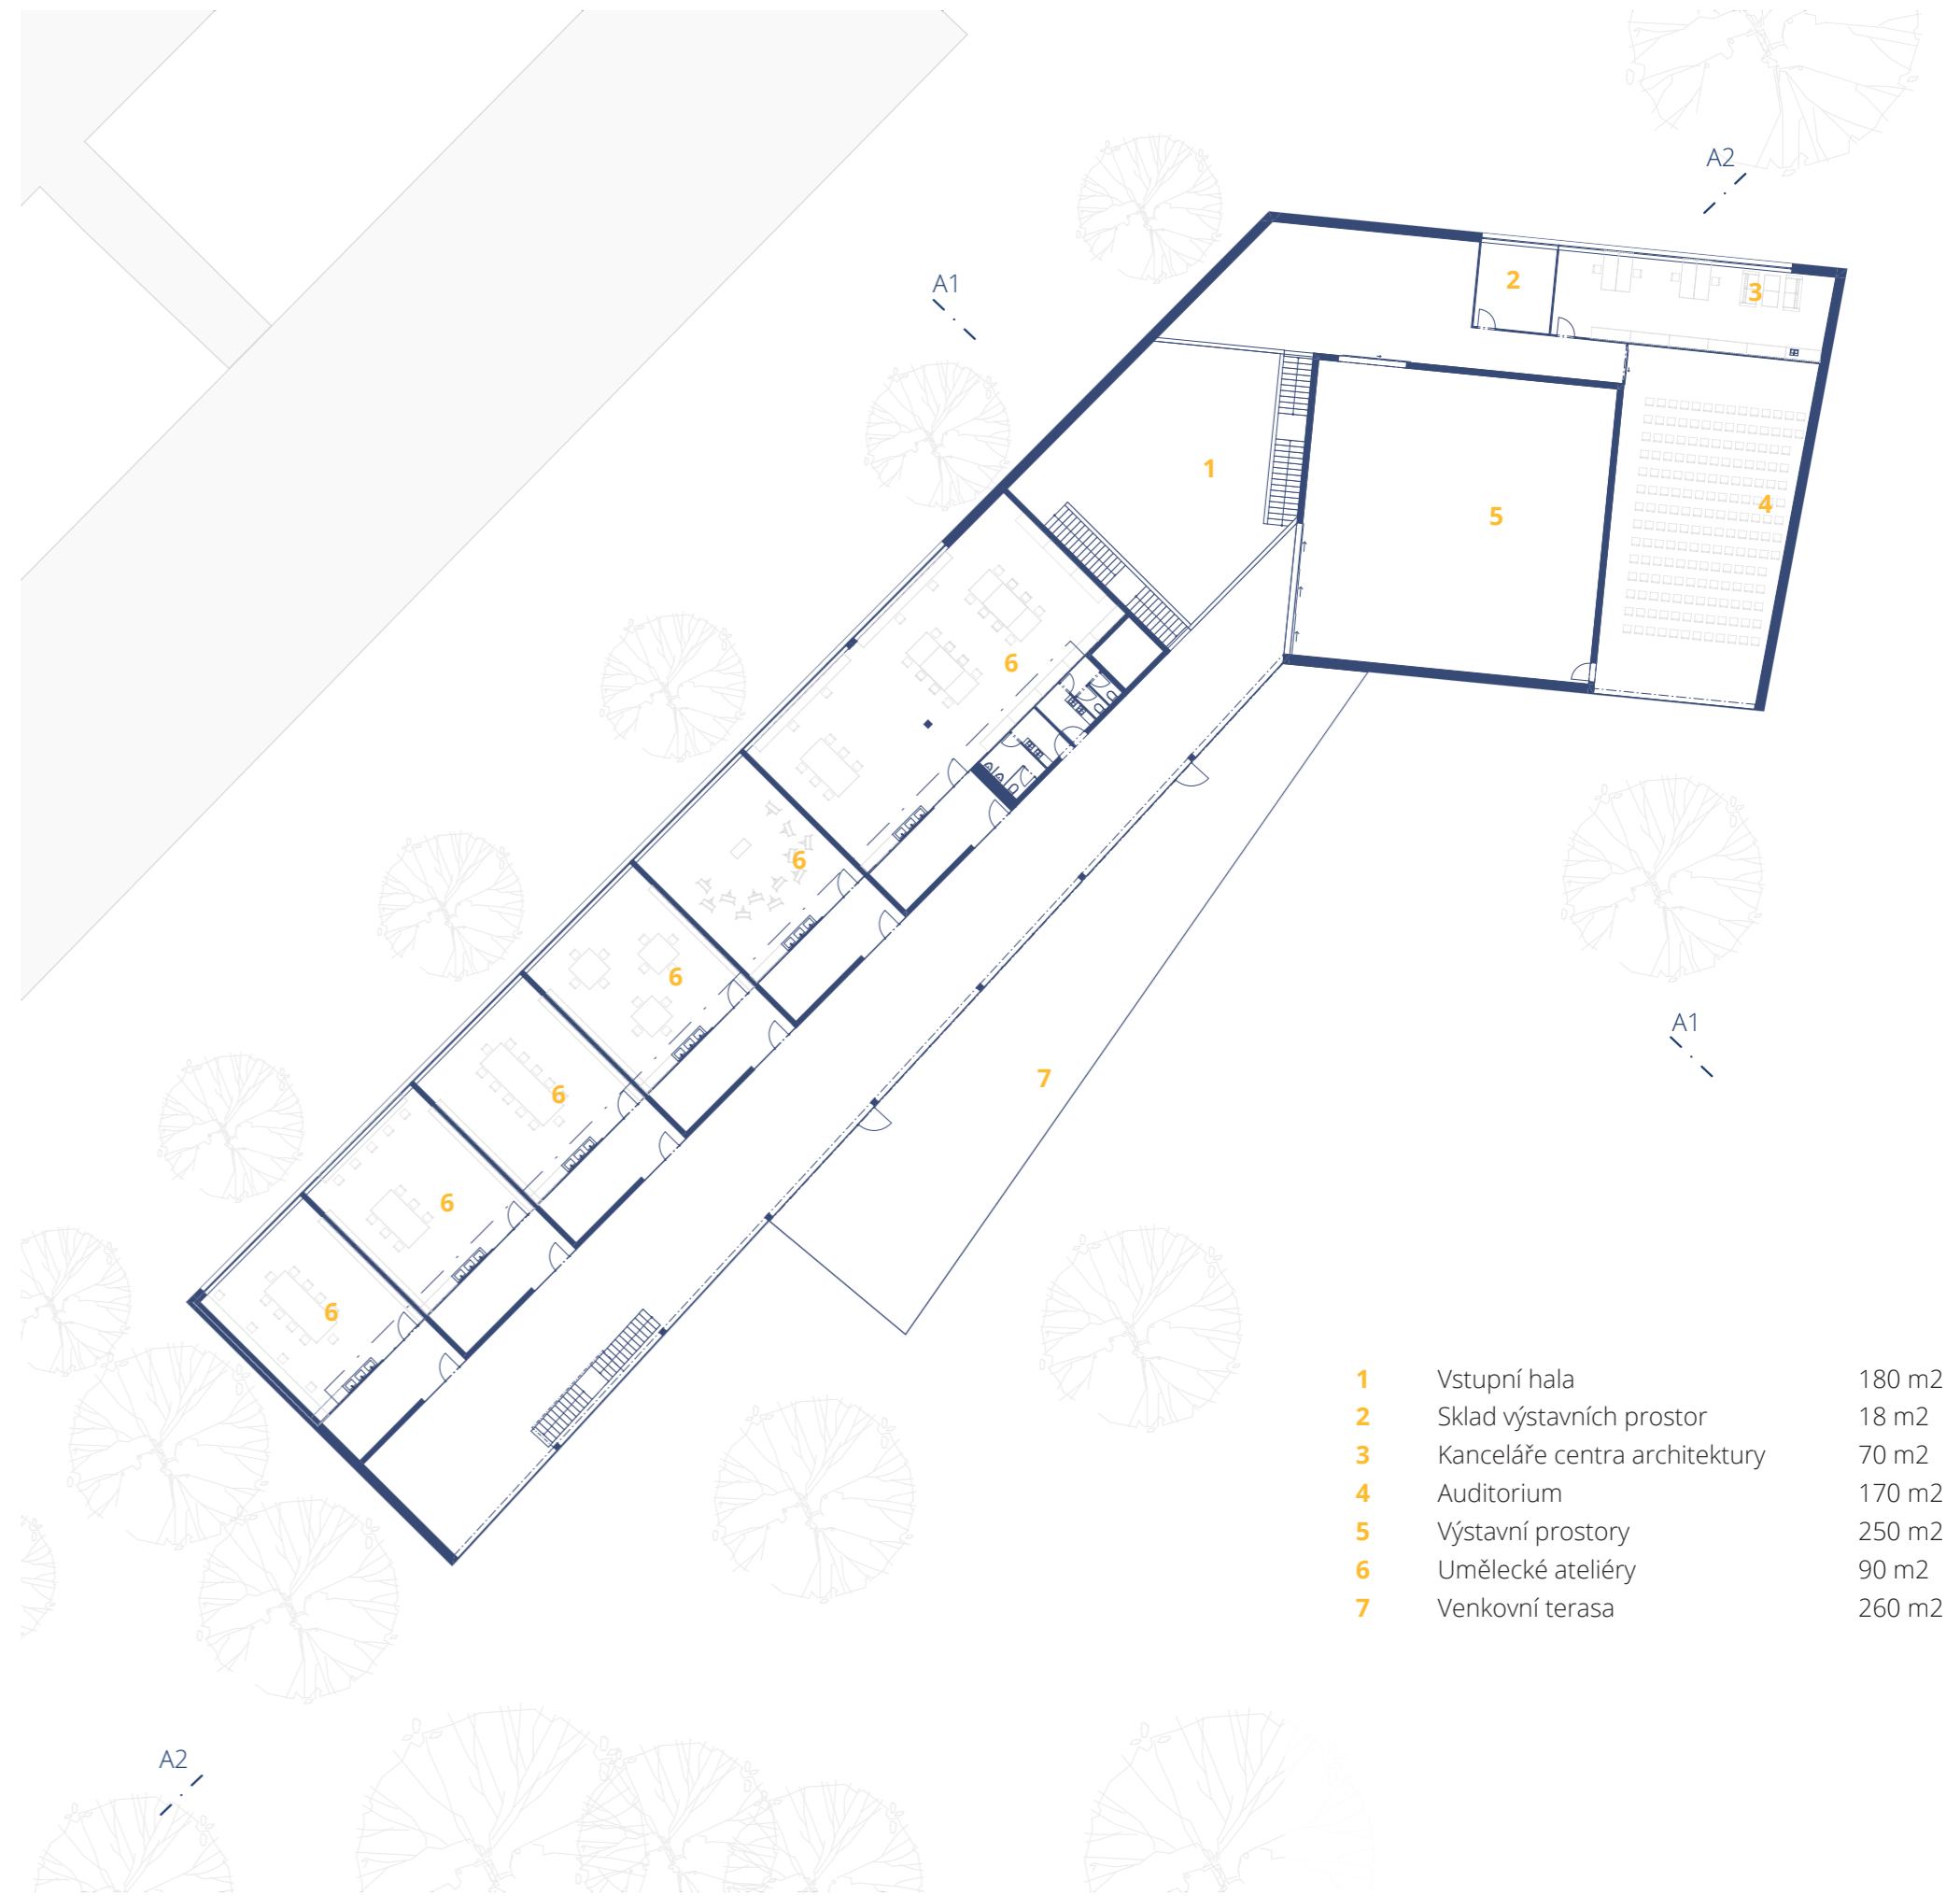 A2
A1
2
3
1
4
5
6
6
6
A1
7
6
6
6
1 Vstupní hala 180 m2
2 Sklad výstavních prostor 18 m2
3 Kanceláře centra architektury 70 m2
4 Auditorium 170 m2
5 Výstavní prostory 250 m2
6 Umělecké ateliéry 90 m2
7 Venkovní terasa 260 m2
A2